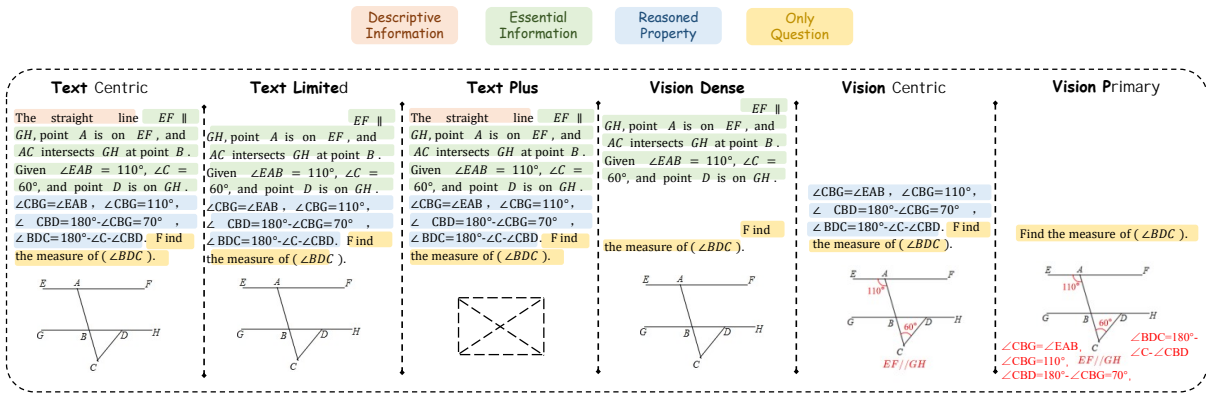 Descriptive
Information
Essential
Information
Reasoned
Property
Only
Question
Text Centric
The straight line EF ∥
GH, point A is on EF, and
AC intersects GH at point B.
Given ∠EAB = 110°, ∠C =
60°, and point D is on GH.
∠CBG=∠EAB , ∠CBG=110°,
∠ CBD=180°-∠CBG=70° ,
∠ BDC=180°-∠C-∠CBD. F ind
the measure of ( ∠BDC ).
E A F
G B D H
C
Text Limited
EF ∥
GH, point A is on EF, and
AC intersects GH at point B.
Given ∠EAB = 110°, ∠C =
60°, and point D is on GH.
∠CBG=∠EAB , ∠CBG=110°,
∠ CBD=180°-∠CBG=70° ,
∠ BDC=180°-∠C-∠CBD. F ind
the measure of ( ∠BDC ).
E A F
G B D H
C
Text Plus
The straight line EF ∥
GH, point A is on EF, and
AC intersects GH at point B.
Given ∠EAB = 110°, ∠C =
60°, and point D is on GH.
∠CBG=∠EAB , ∠CBG=110°,
∠ CBD=180°-∠CBG=70° ,
∠ BDC=180°-∠C-∠CBD. F ind
the measure of ( ∠BDC ).
Vision Dense
EF ∥
GH, point A is on EF, and
AC intersects GH at point B.
Given ∠EAB = 110°, ∠C =
60°, and point D is on GH.
F ind
the measure of ( ∠BDC ).
E A F
G B D H
C
Vision Centric
∠CBG=∠EAB , ∠CBG=110°,
∠ CBD=180°-∠CBG=70° ,
∠ BDC=180°-∠C-∠CBD. F ind
the measure of ( ∠BDC ).
E A F
110°
G B D H
60°
C
EF//GH
Vision Primary
Find the measure of ( ∠BDC ).
E A F
110°
G B D H
60°
C
∠BDC=180°-
∠C-∠CBD
∠CBG=∠EAB,
∠CBG=110°, EF//GH
∠CBD=180°-∠CBG=70°,